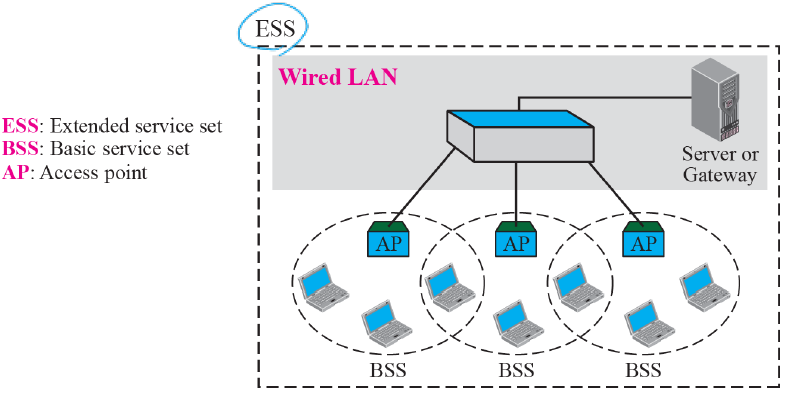 ESS
Wired LAN
ESS: Extended service set
BSS: Basic service set
AP: Access point
Server or
Gateway
AP
AP
AP
BSS
BSS
BSS